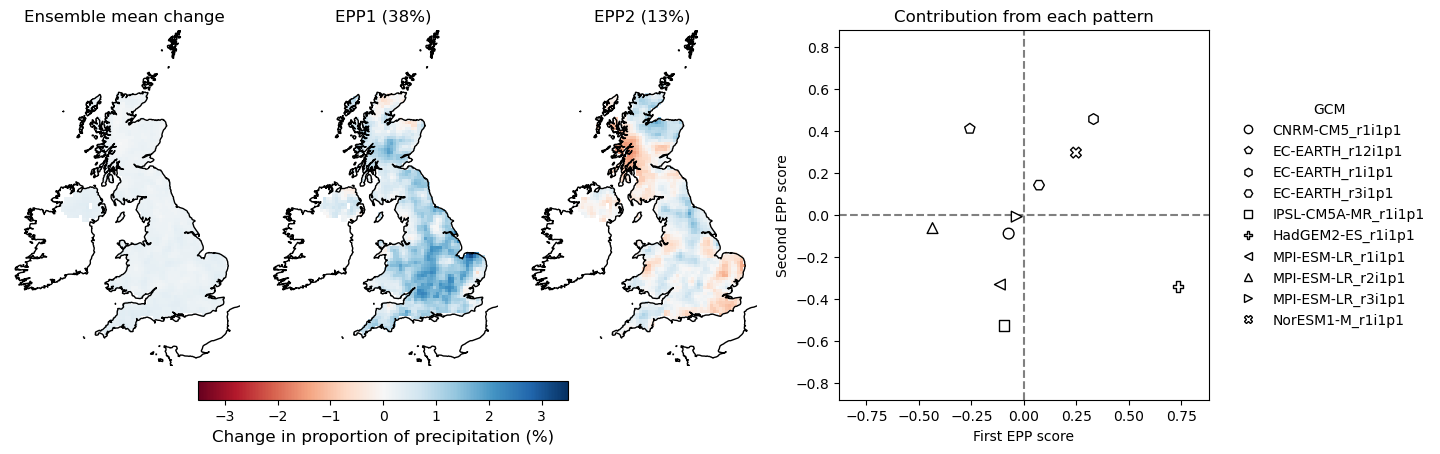 Ensemble mean change
EPP1 (38%)
EPP2 (13%)
−3 −2 −1 0 1 2 3
Change in proportion of precipitation (%)
Contribution from each pattern
Second EPP score
0.8
0.6
0.4
0.2
0.0
−0.2
−0.4
−0.6
−0.8
−0.75 −0.50 −0.25 0.00 0.25 0.50 0.75
First EPP score
GCM
CNRM-CM5_r1i1p1
EC-EARTH_r12i1p1
EC-EARTH_r1i1p1
EC-EARTH_r3i1p1
IPSL-CM5A-MR_r1i1p1
HadGEM2-ES_r1i1p1
MPI-ESM-LR_r1i1p1
MPI-ESM-LR_r2i1p1
MPI-ESM-LR_r3i1p1
NorESM1-M_r1i1p1